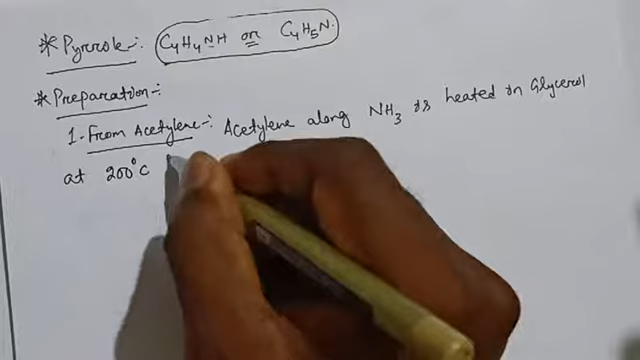 *Pyrrole:- C4H4NH or C4H5N.
*Preparation:-
1. From Acetylene:- Acetylene along NH3 is heated in Glycerol
at 200°C